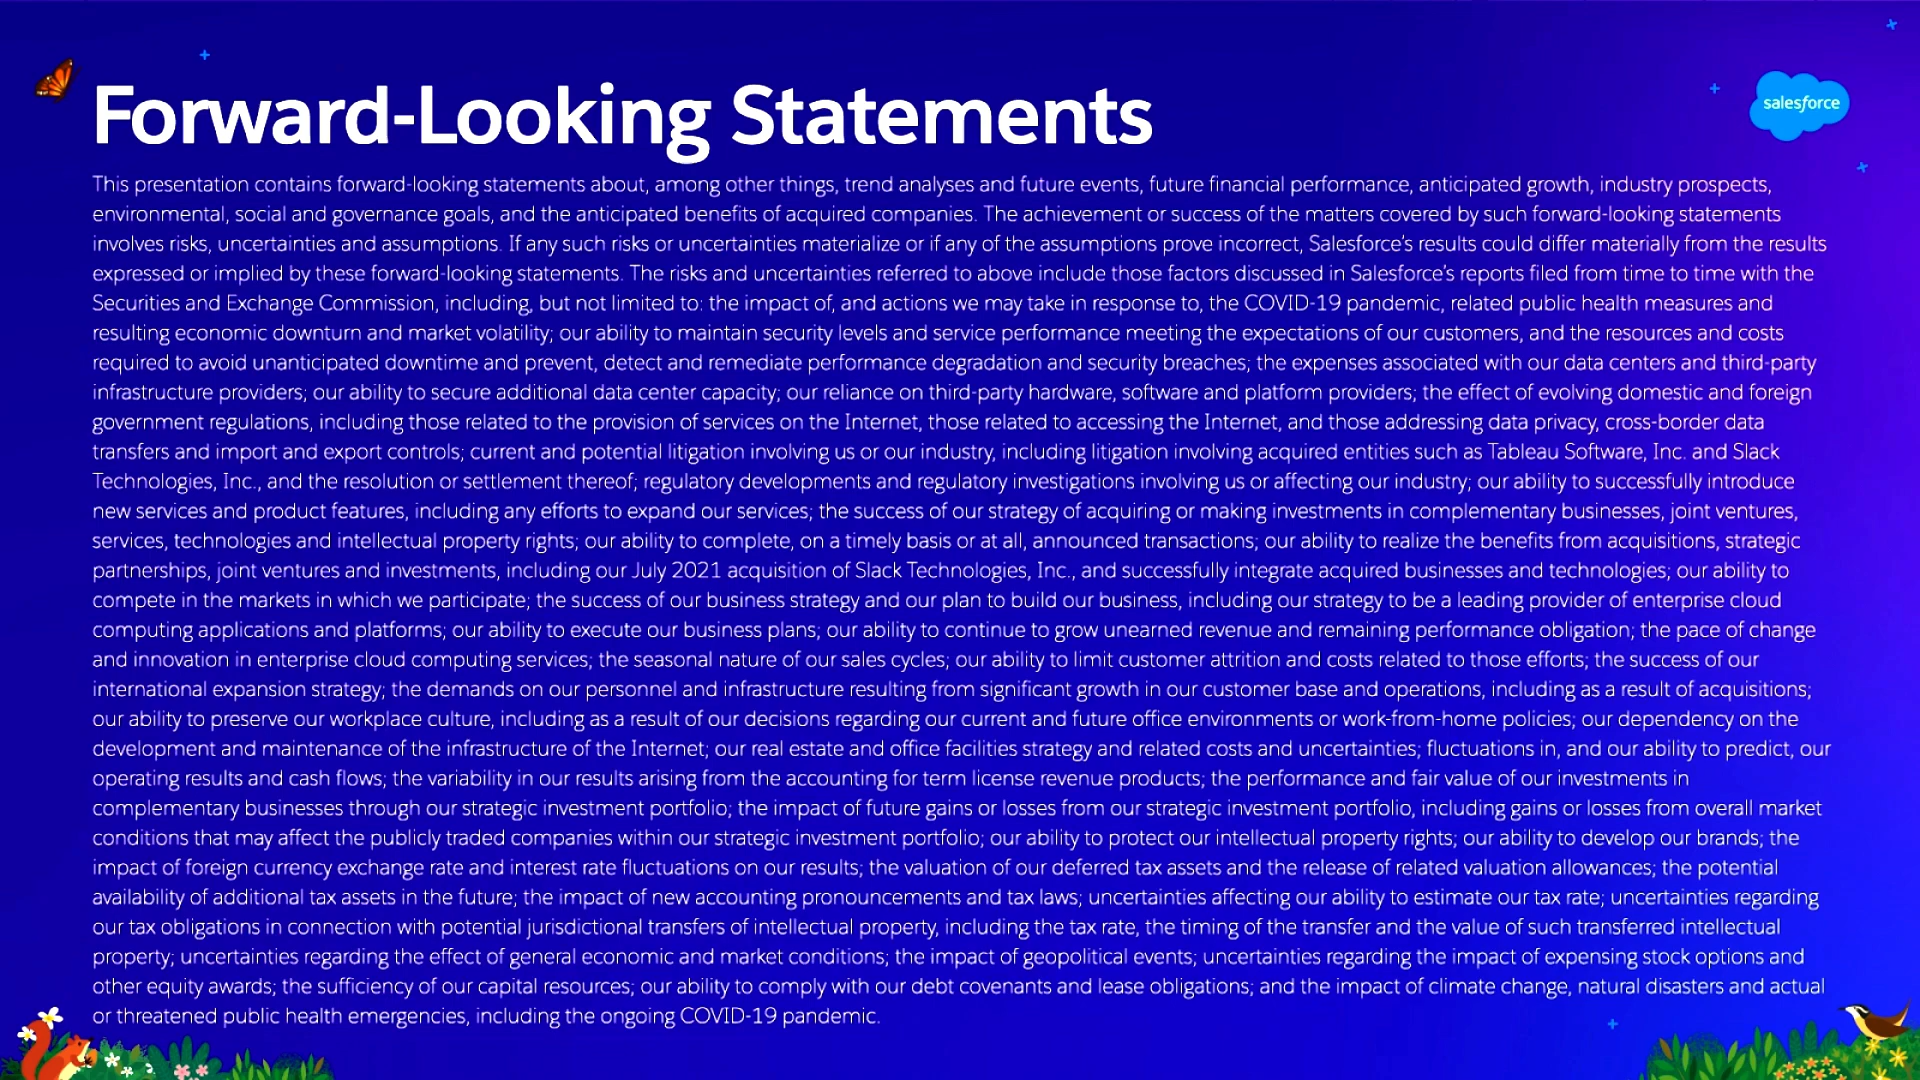 Forward-Looking Statements
salesforce
This presentation contains forward-looking statements about, among other things, trend analyses and future events, future financial performance, anticipated growth, industry prospects,
environmental, social and governance goals, and the anticipated benefits of acquired companies. The achievement or success of the matters covered by such forward-looking statements
involves risks, uncertainties and assumptions. If any such risks or uncertainties materialize or if any of the assumptions prove incorrect, Salesforce's results could differ materially from the results
expressed or implied by these forward-looking statements. The risks and uncertainties referred to above include those factors discussed in Salesforce's reports filed from time to time with the
Securities and Exchange Commission, including, but not limited to: the impact of, and actions we may take in response to, the COVID-19 pandemic, related public health measures and
resulting economic downturn and market volatility; our ability to maintain security levels and service performance meeting the expectations of our customers, and the resources and costs
required to avoid unanticipated downtime and prevent, detect and remediate performance degradation and security breaches; the expenses associated with our data centers and third-party
infrastructure providers; our ability to secure additional data center capacity; our reliance on third-party hardware, software and platform providers; the effect of evolving domestic and foreign
government regulations, including those related to the provision of services on the Internet, those related to accessing the Internet, and those addressing data privacy, cross-border data
transfers and import and export controls; current and potential litigation involving us or our industry, including litigation involving acquired entities such as Tableau Software, Inc. and Slack
Technologies, Inc., and the resolution or settlement thereof; regulatory developments and regulatory investigations involving us or affecting our industry; our ability to successfully introduce
new services and product features, including any efforts to expand our services; the success of our strategy of acquiring or making investments in complementary businesses, joint ventures,
services, technologies and intellectual property rights; our ability to complete, on a timely basis or at all, announced transactions; our ability to realize the benefits from acquisitions, strategic
partnerships, joint ventures and investments, including our July 2021 acquisition of Slack Technologies, Inc., and successfully integrate acquired businesses and technologies; our ability to
compete in the markets in which we participate; the success of our business strategy and our plan to build our business, including our strategy to be a leading provider of enterprise cloud
computing applications and platforms; our ability to execute our business plans; our ability to continue to grow unearned revenue and remaining performance obligation; the pace of change
and innovation in enterprise cloud computing services; the seasonal nature of our sales cycles; our ability to limit customer attrition and costs related to those efforts; the success of our
international expansion strategy; the demands on our personnel and infrastructure resulting from significant growth in our customer base and operations, including as a result of acquisitions;
our ability to preserve our workplace culture, including as a result of our decisions regarding our current and future office environments or work-from-home policies; our dependency on the
development and maintenance of the infrastructure of the Internet; our real estate and office facilities strategy and related costs and uncertainties; fluctuations in, and our ability to predict, our
operating results and cash flows; the variability in our results arising from the accounting for term license revenue products; the performance and fair value of our investments in
complementary businesses through our strategic investment portfolio; the impact of future gains or losses from our strategic investment portfolio, including gains or losses from overall market
conditions that may affect the publicly traded companies within our strategic investment portfolio; our ability to protect our intellectual property rights; our ability to develop our brands; the
impact of foreign currency exchange rate and interest rate fluctuations on our results; the valuation of our deferred tax assets and the release of related valuation allowances; the potential
availability of additional tax assets in the future; the impact of new accounting pronouncements and tax laws; uncertainties affecting our ability to estimate our tax rate; uncertainties regarding
our tax obligations in connection with potential jurisdictional transfers of intellectual property, including the tax rate, the timing of the transfer and the value of such transferred intellectual
property; uncertainties regarding the effect of general economic and market conditions; the impact of geopolitical events; uncertainties regarding the impact of expensing stock options and
other equity awards; the sufficiency of our capital resources; our ability to comply with our debt covenants and lease obligations; and the impact of climate change, natural disasters and actual
or threatened public health emergencies, including the ongoing COVID-19 pandemic.